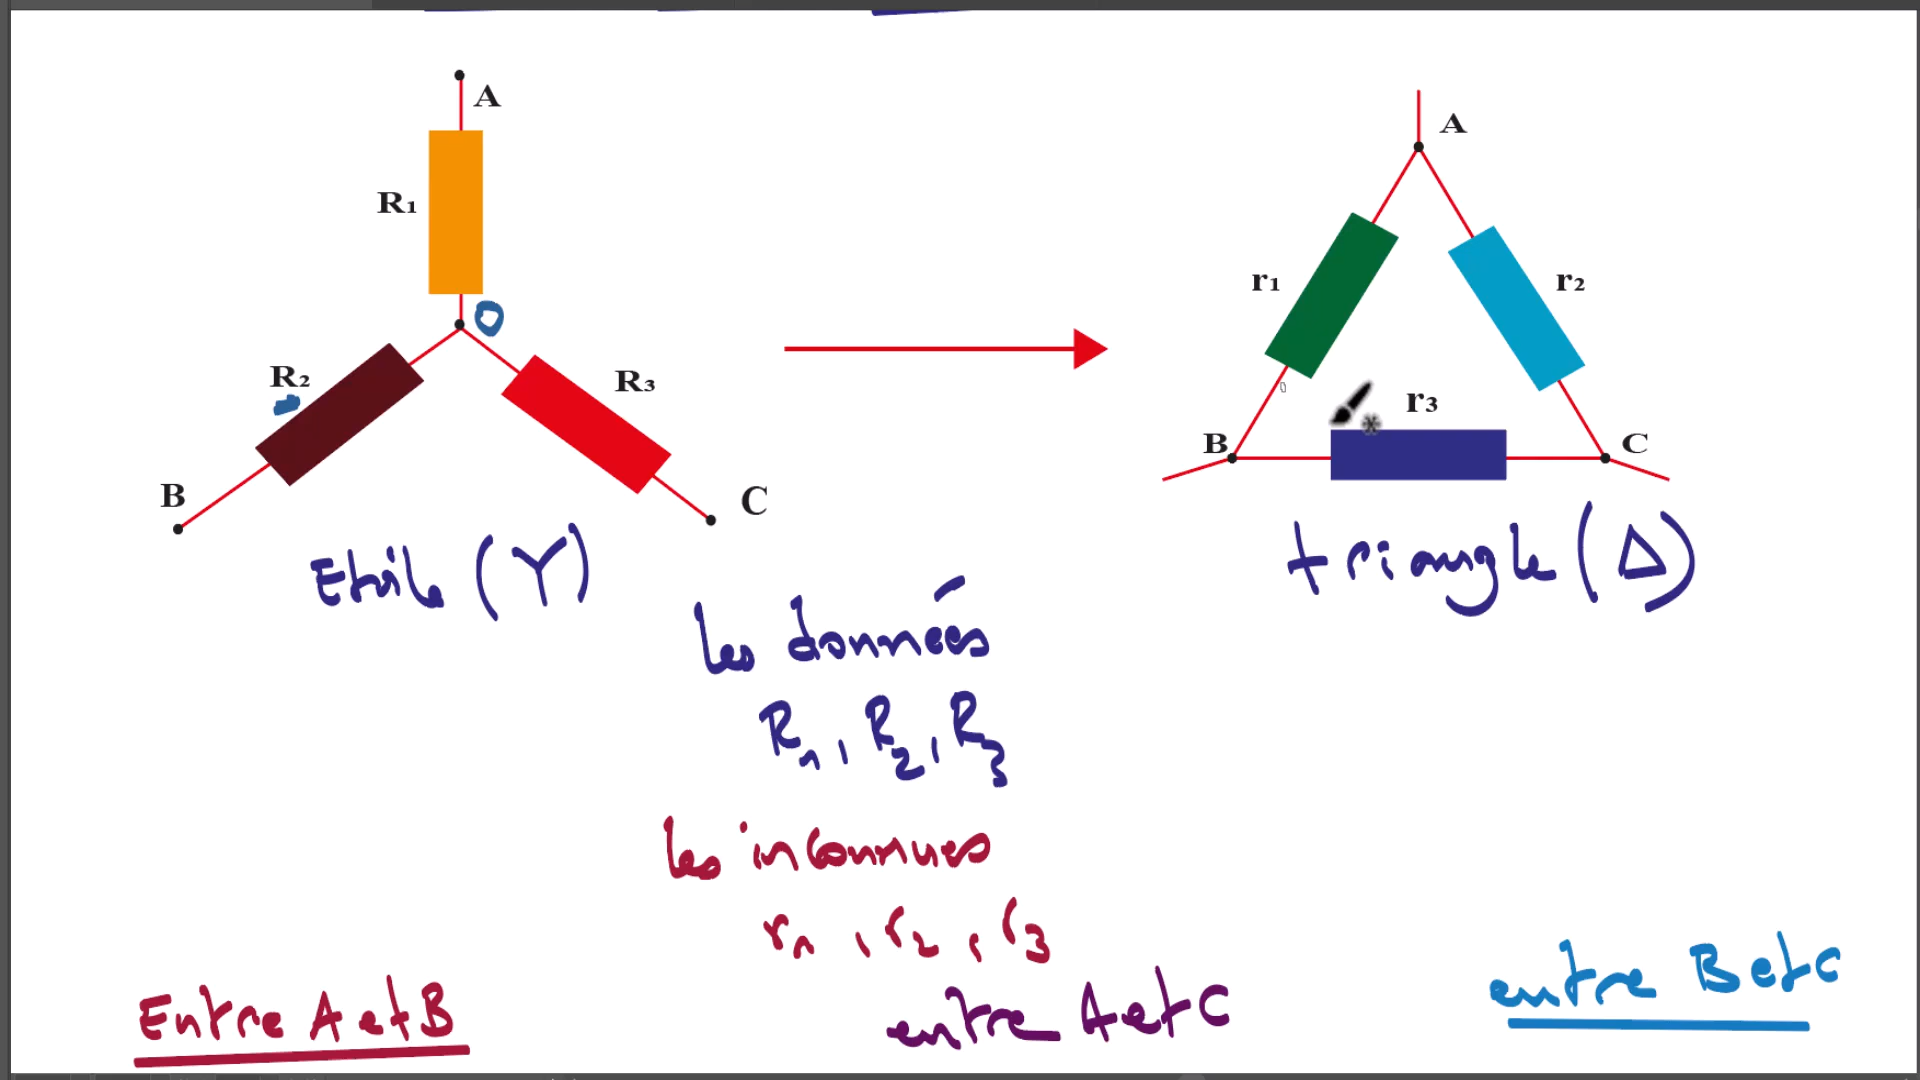 A
A
R₁
O
r₁
r₂
R₂
R₃
r₃
B
C
B
C
Etoile (Y)
triangle (Δ)
les données
R₁, R₂, R₃
les inconnues
r₁, r₂, r₃
Entre A et B
entre A et C
entre B et C